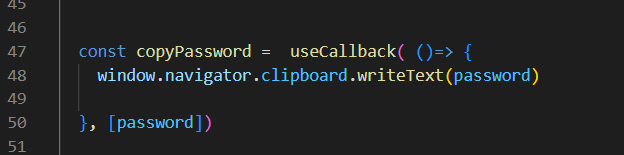 45
46
47 const copyPassword =  useCallback( ()=> {
48 window.navigator.clipboard.writeText(password)
49
50 }, [password])
51